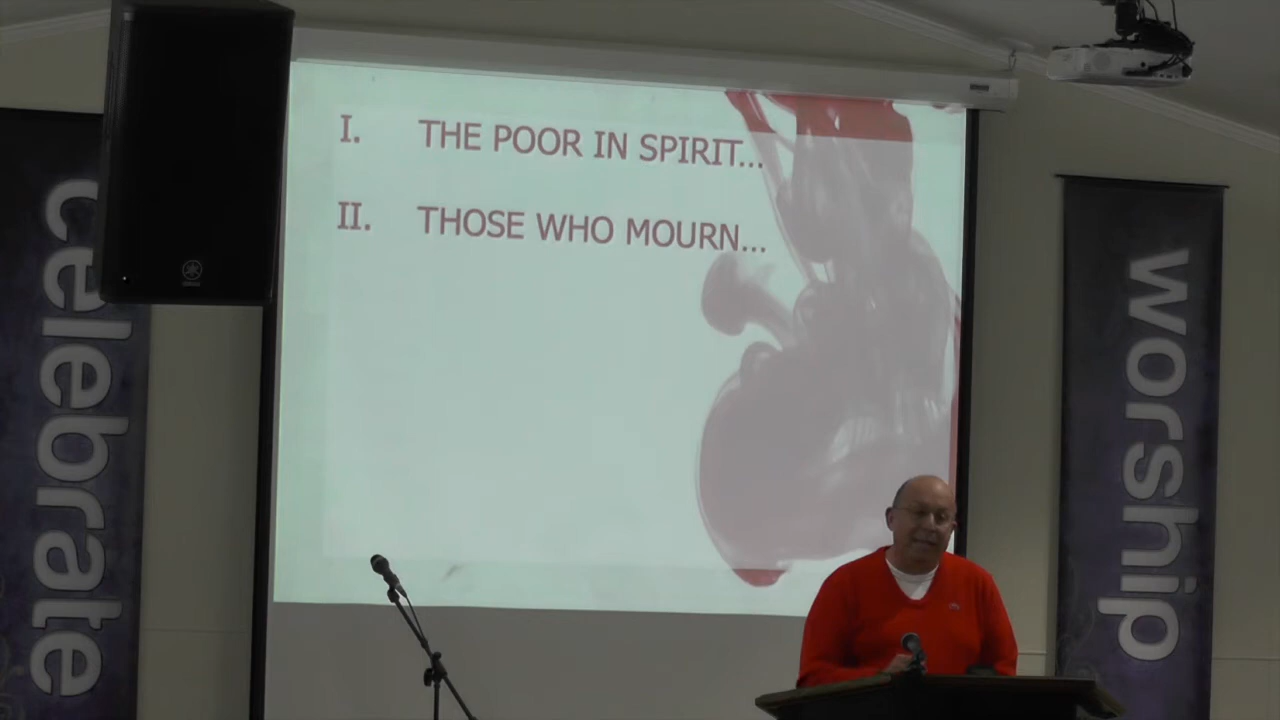 I. THE POOR IN SPIRIT...
II. THOSE WHO MOURN...
celebrate
worship